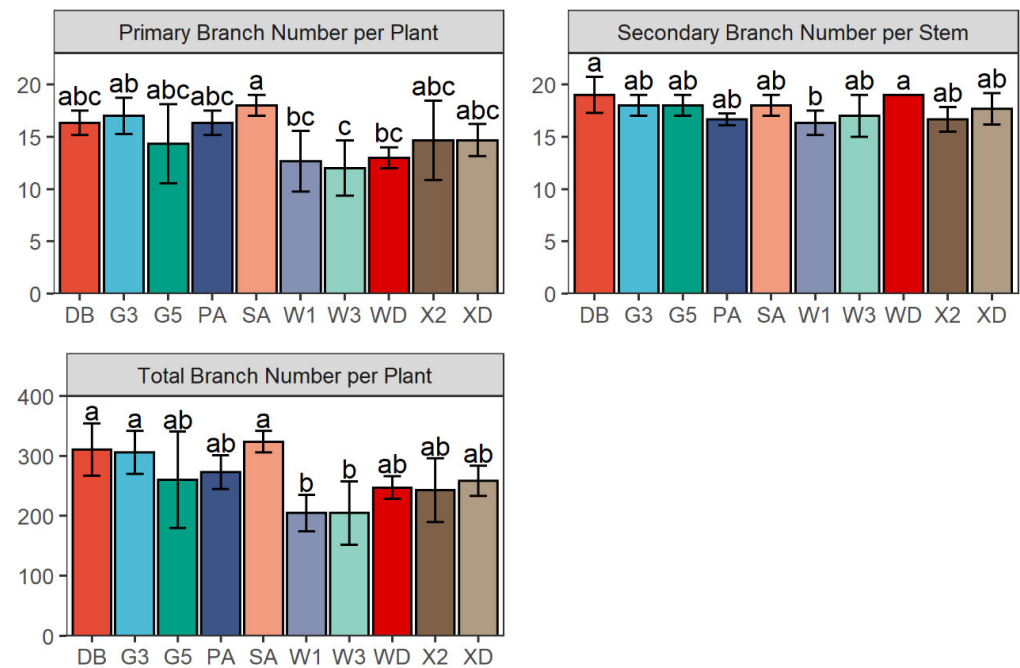 Primary Branch Number per Plant
20
15
10
5
0
abc
ab
abc
abc
a
bc
c
bc
abc
abc
DB G3 G5 PA SA W1 W3 WD X2 XD
Secondary Branch Number per Stem
20
15
10
5
0
a
ab
ab
ab
ab
b
ab
a
ab
ab
DB G3 G5 PA SA W1 W3 WD X2 XD
Total Branch Number per Plant
400
300
200
100
0
a
a
ab
ab
a
b
b
ab
ab
ab
DB G3 G5 PA SA W1 W3 WD X2 XD